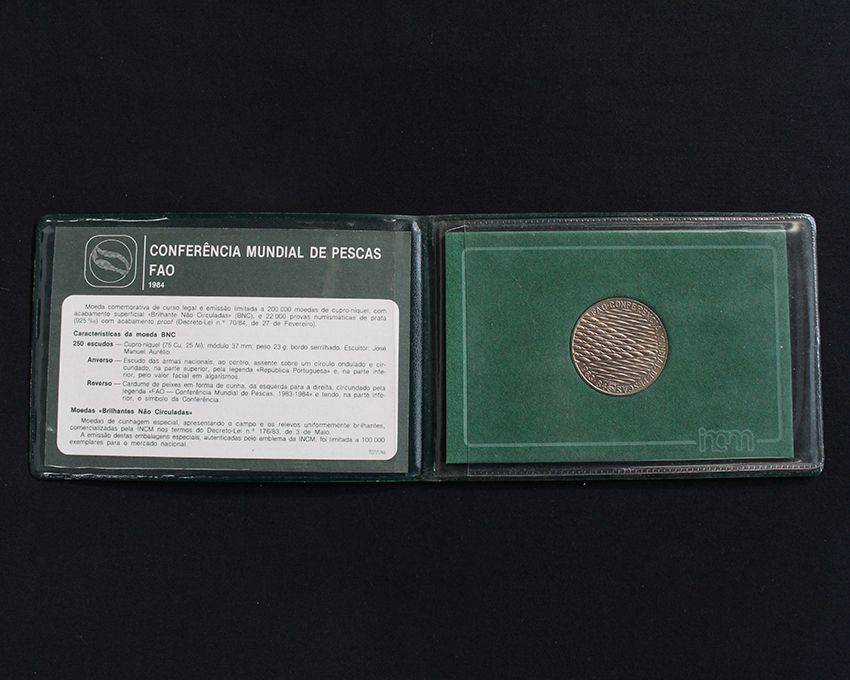 CONFERÊNCIA MUNDIAL DE PESCAS
FAO
1984
Moeda comemorativa de curso legal e emissão limitada a 200 000 moedas de cupro-níquel, com
acabamento superficial «Brilhante Não Circuladas» (BNC), e 22 000 provas numismáticas de prata
(925 ‰) com acabamento proof (Decreto-Lei n.º 70/84, de 27 de Fevereiro).
Características da moeda BNC
250 escudos — Cupro-níquel (75 Cu, 25 Ni); módulo 37 mm; peso 23 g; bordo serrilhado. Escultor: José
Manuel Aurélio.
Anverso — Escudo das armas nacionais, ao centro, assente sobre um círculo ondulado e cir-
cundado, na parte superior, pela legenda «República Portuguesa» e, na parte infe-
rior, pelo valor facial em algarismos.
Reverso — Cardume de peixes em forma de cunha, da esquerda para a direita, circundado pela
legenda «FAO — Conferência Mundial de Pescas, 1983-1984» e tendo, na parte infe-
rior, o símbolo da Conferência.
Moedas «Brilhantes Não Circuladas»
Moedas de cunhagem especial, apresentando o campo e os relevos uniformemente brilhantes,
comercializadas pela INCM nos termos do Decreto-Lei n.º 176/83, de 3 de Maio.
A emissão destas embalagens especiais, autenticadas pelo emblema da INCM, foi limitada a 100 000
exemplares para o mercado nacional.
FAO-CONFERÊNCIA
incm